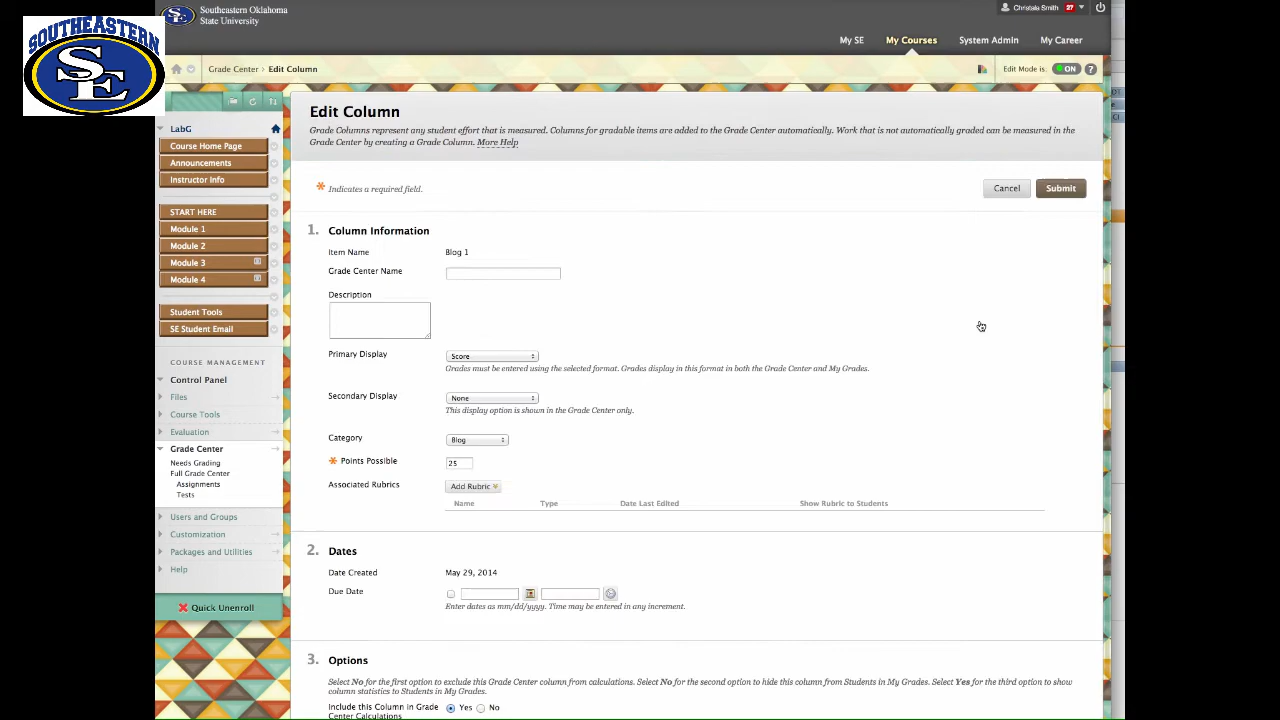 SOUTHEASTERN
SE
Southeastern Oklahoma
State University
Christala Smith 27
My SE My Courses System Admin My Career
Grade Center > Edit Column
Edit Mode is: ON ?
LabG
Course Home Page
Announcements
Instructor Info
START HERE
Module 1
Module 2
Module 3
Module 4
Student Tools
SE Student Email
COURSE MANAGEMENT
Control Panel
Files
Course Tools
Evaluation
Grade Center
Needs Grading
Full Grade Center
Assignments
Tests
Users and Groups
Customization
Packages and Utilities
Help
Quick Unenroll
Edit Column
Grade Columns represent any student effort that is measured. Columns for gradable items are added to the Grade Center automatically. Work that is not automatically graded can be measured in
the Grade Center by creating a Grade Column. More Help
* Indicates a required field.
Cancel Submit
1. Column Information
Item Name Blog 1
Grade Center Name
Description
Primary Display Score
Grades must be entered using the selected format. Grades display in this format in both the Grade Center and My Grades.
Secondary Display None
This display option is shown in the Grade Center only.
Category Blog
* Points Possible 25
Associated Rubrics Add Rubric
Name Type Date Last Edited Show Rubric to Students
2. Dates
Date Created May 29, 2014
Due Date
Enter dates as mm/dd/yyyy. Time may be entered in any increment.
3. Options
Select No for the first option to exclude this Grade Center column from calculations. Select No for the second option to hide this column from Students in My Grades. Select Yes for the third option to show
column statistics to Students in My Grades.
Include this Column in Grade
Center Calculations Yes No